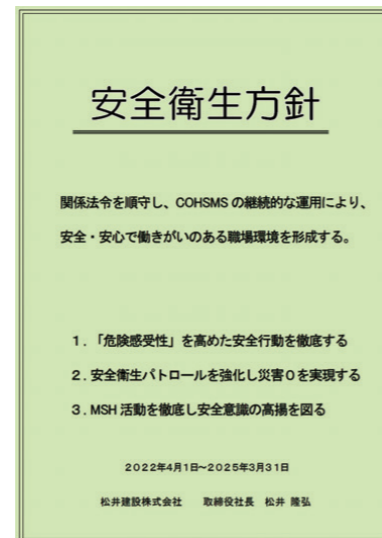 安全衛生方針
関係法令を順守し、COHSMS の継続的な運用により、
安全・安心で働きがいのある職場環境を形成する。
1．「危険感受性」を高めた安全行動を徹底する
2．安全衛生パトロールを強化し災害０を実現する
3．MSH 活動を徹底し安全意識の高揚を図る
2022年4月1日~2025年3月31日
松井建設株式会社　取締役社長　松井 隆弘